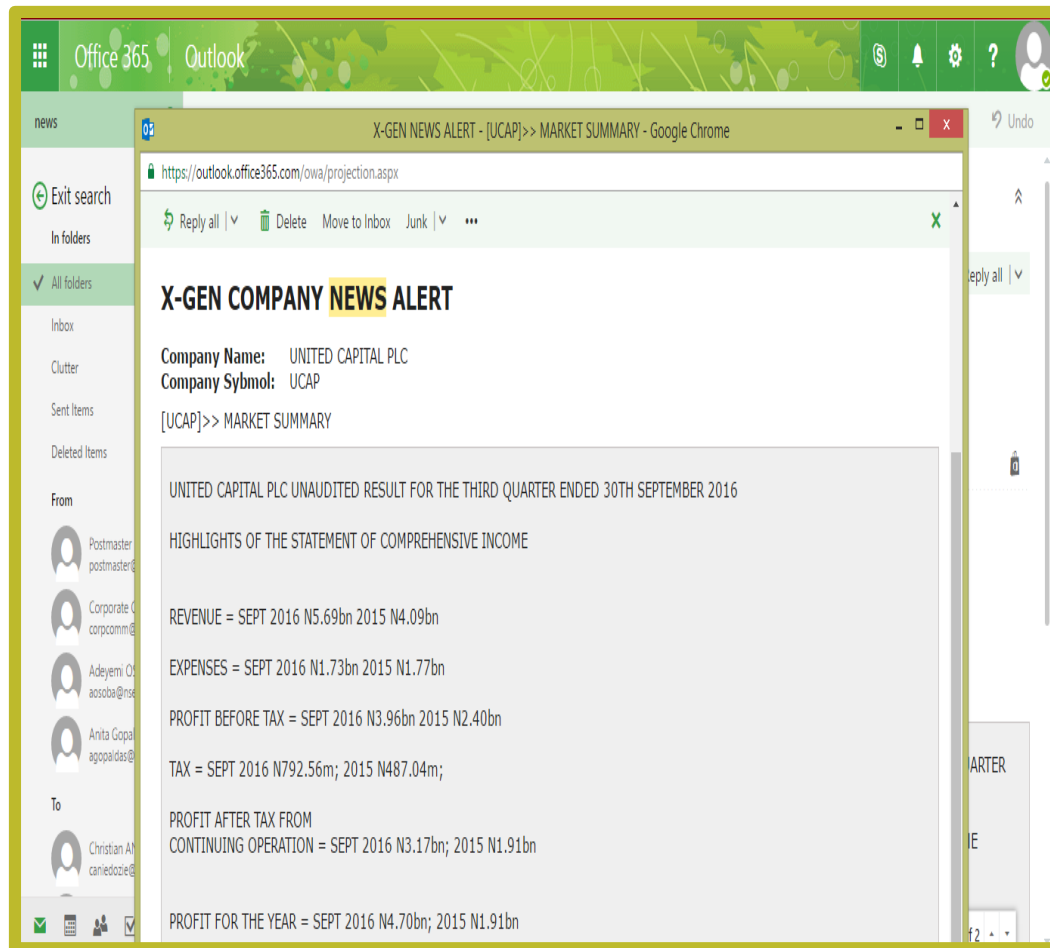 Office 365 Outlook ?
news
Undo
X-GEN NEWS ALERT - [UCAP]>> MARKET SUMMARY - Google Chrome
https://outlook.office365.com/owa/projection.aspx
Reply all Delete Move to Inbox Junk
Exit search
In folders
All folders
Inbox
Clutter
Sent Items
Deleted Items
From
Postmaster
postmaster@
Corporate
corpcomm@
Adeyemi
aosoba@nse
Anita Gopal
agopaldas@
To
Christian AN
caniedozie@
X-GEN COMPANY NEWS ALERT
Company Name: UNITED CAPITAL PLC
Company Sybmol: UCAP
[UCAP]>> MARKET SUMMARY
UNITED CAPITAL PLC UNAUDITED RESULT FOR THE THIRD QUARTER ENDED 30TH SEPTEMBER 2016
HIGHLIGHTS OF THE STATEMENT OF COMPREHENSIVE INCOME
REVENUE = SEPT 2016 N5.69bn 2015 N4.09bn
EXPENSES = SEPT 2016 N1.73bn 2015 N1.77bn
PROFIT BEFORE TAX = SEPT 2016 N3.96bn 2015 N2.40bn
TAX = SEPT 2016 N792.56m; 2015 N487.04m;
PROFIT AFTER TAX FROM
CONTINUING OPERATION = SEPT 2016 N3.17bn; 2015 N1.91bn
PROFIT FOR THE YEAR = SEPT 2016 N4.70bn; 2015 N1.91bn
eply all
ARTER
IE
f 2